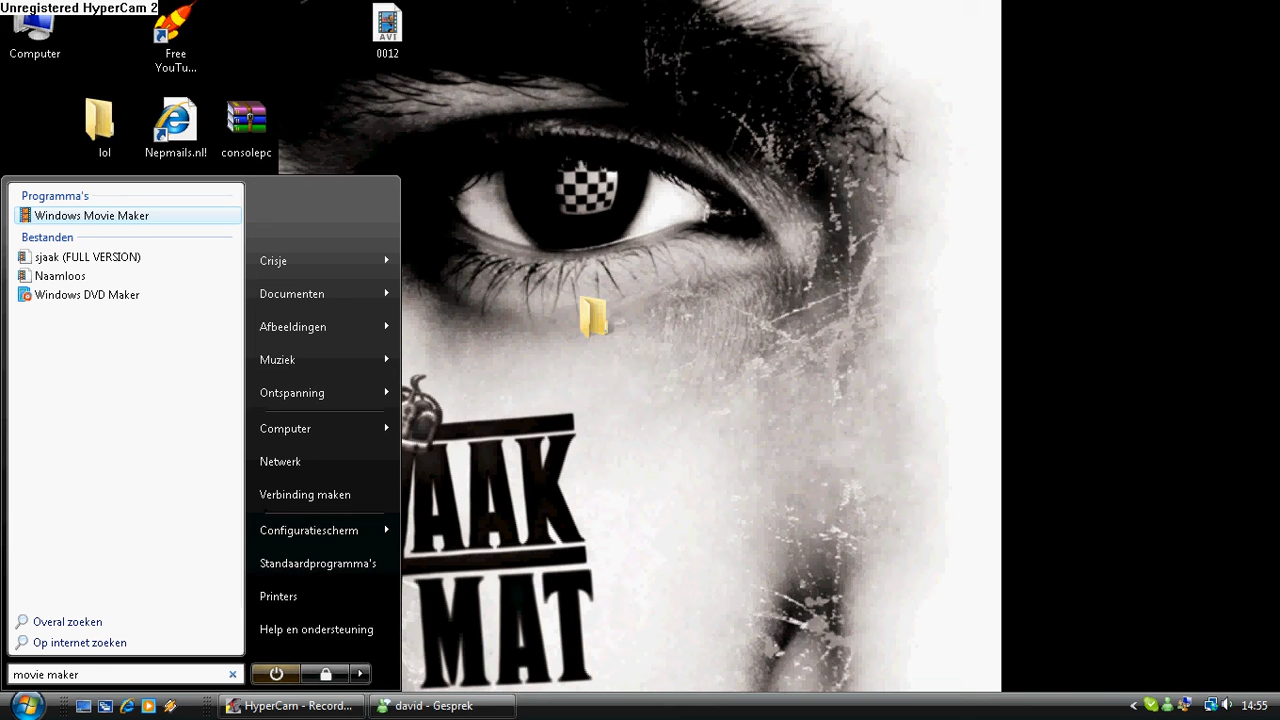 Unregistered HyperCam 2
Computer
Free
YouTu...
AVI
0012
lol
Nepmails.nl!
consolepc
Programma's
Windows Movie Maker
Bestanden
sjaak (FULL VERSION)
Naamloos
Windows DVD Maker
Overal zoeken
Op internet zoeken
movie maker
Crisje
Documenten
Afbeeldingen
Muziek
Ontspanning
Computer
Netwerk
Verbinding maken
Configuratiescherm
Standaardprogramma's
Printers
Help en ondersteuning
AAK
MAT
HyperCam - Record...
david - Gesprek
14:55